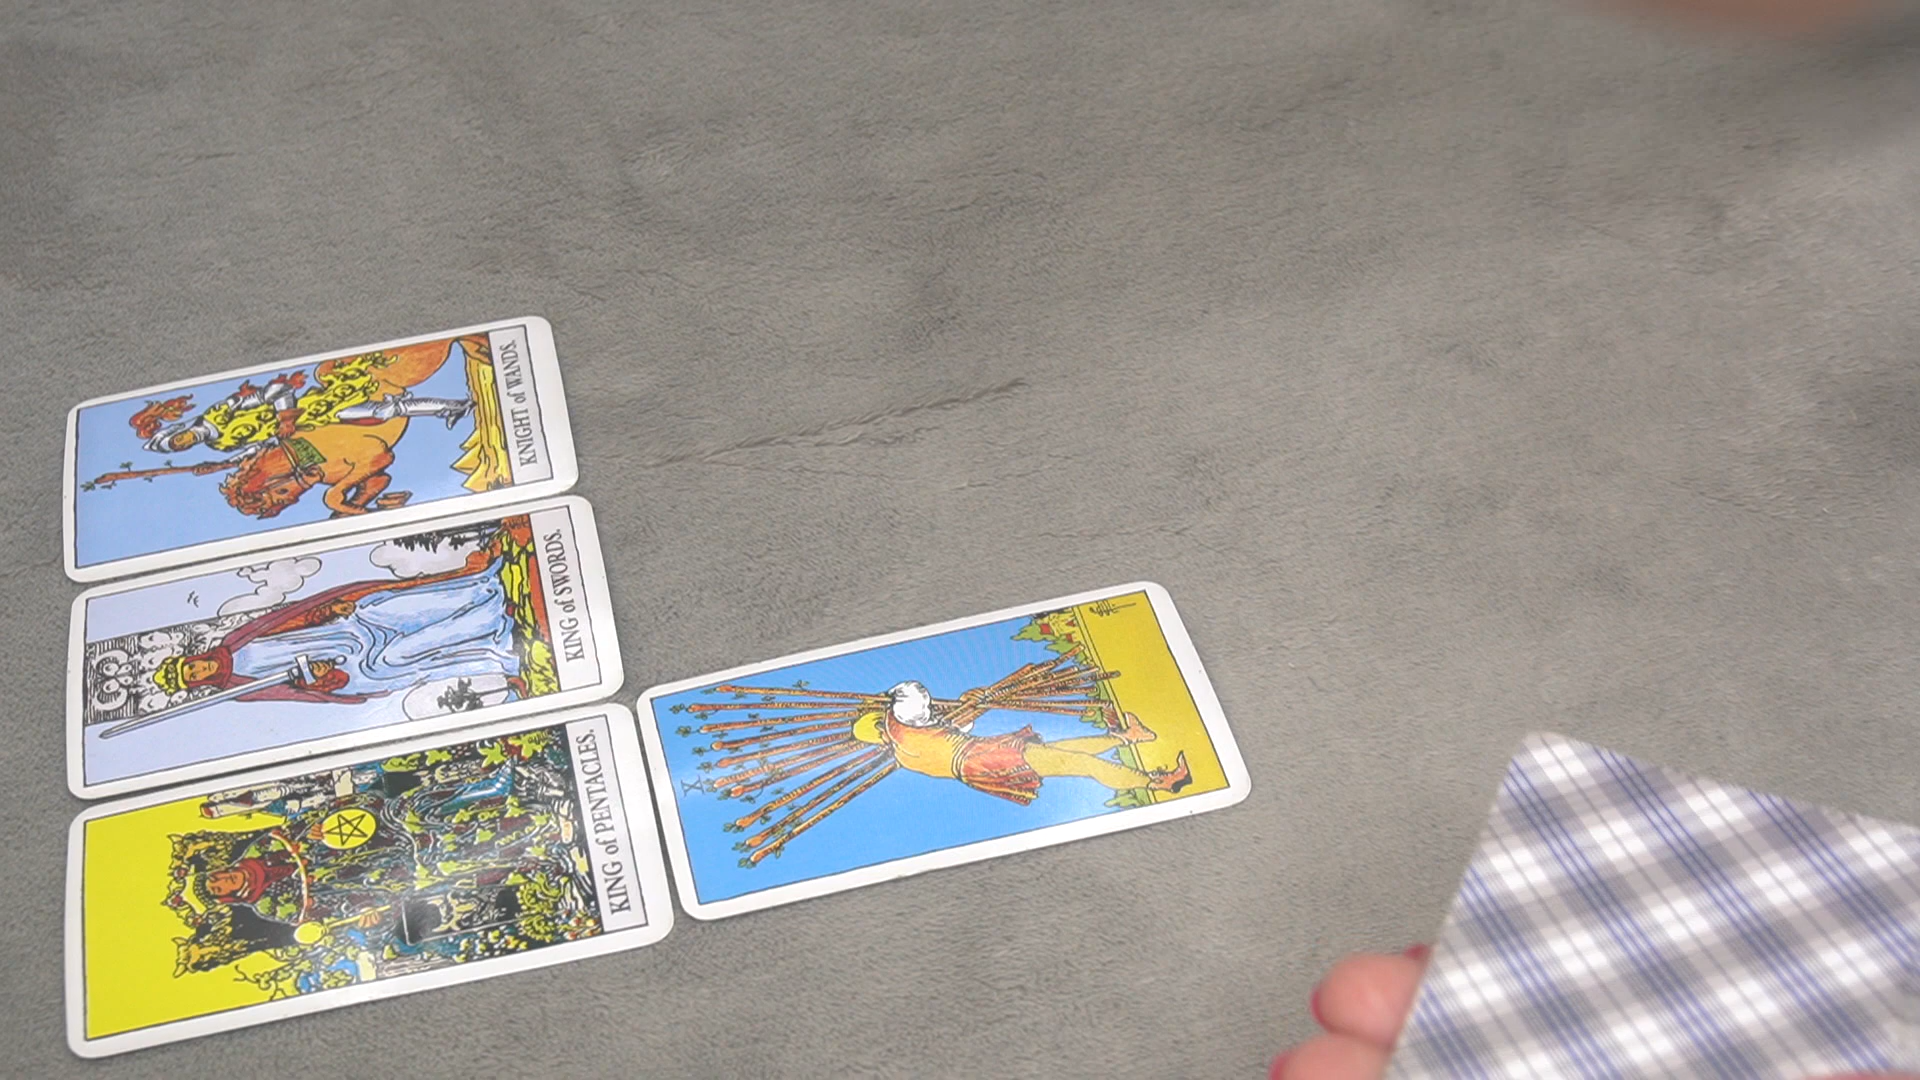 KNIGHT of WANDS.
KING of SWORDS.
KING of PENTACLES.
X